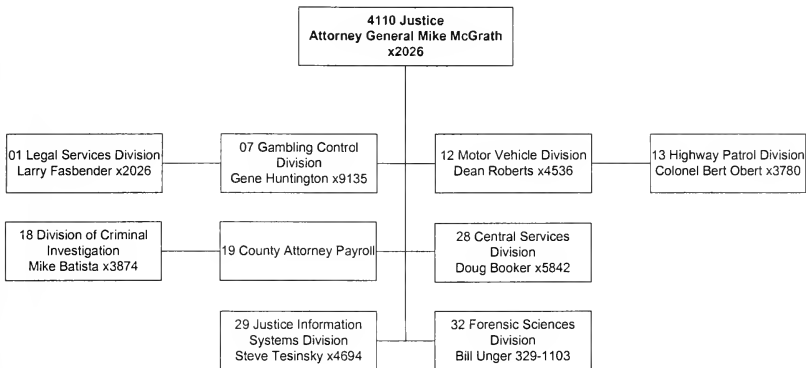 4110 Justice
Attorney General Mike McGrath
x2026
01 Legal Services Division
Larry Fasbender x2026
07 Gambling Control
Division
Gene Huntington x9135
12 Motor Vehicle Division
Dean Roberts x4536
13 Highway Patrol Division
Colonel Bert Obert x3780
18 Division of Criminal
Investigation
Mike Batista x3874
19 County Attorney Payroll
28 Central Services
Division
Doug Booker x5842
29 Justice Information
Systems Division
Steve Tesinsky x4694
32 Forensic Sciences
Division
Bill Unger 329-1103